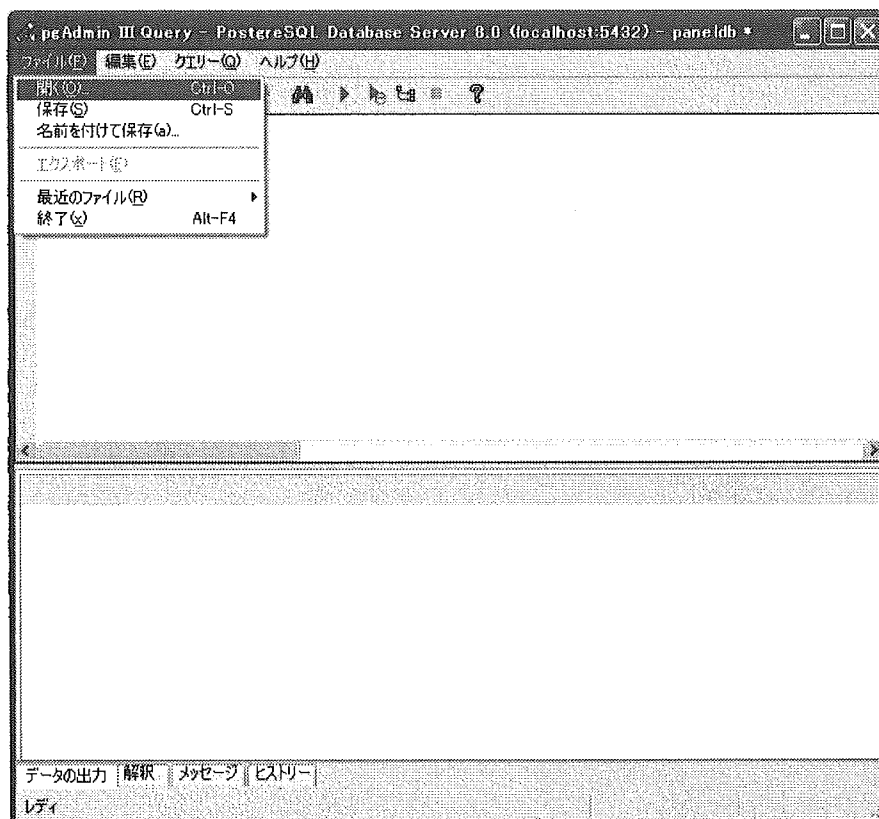 pgAdmin III Query - PostgreSQL Database Server 8.0 (localhost:5432) - paneldb *
ファイル(F) 編集(E) クエリー(Q) ヘルプ(H)
開く(O)... Ctrl-O
保存(S) Ctrl-S
名前を付けて保存(a)...
エクスポート(E)
最近のファイル(R)
終了(x) Alt-F4
データの出力 解釈 メッセージ ヒストリー
レディ